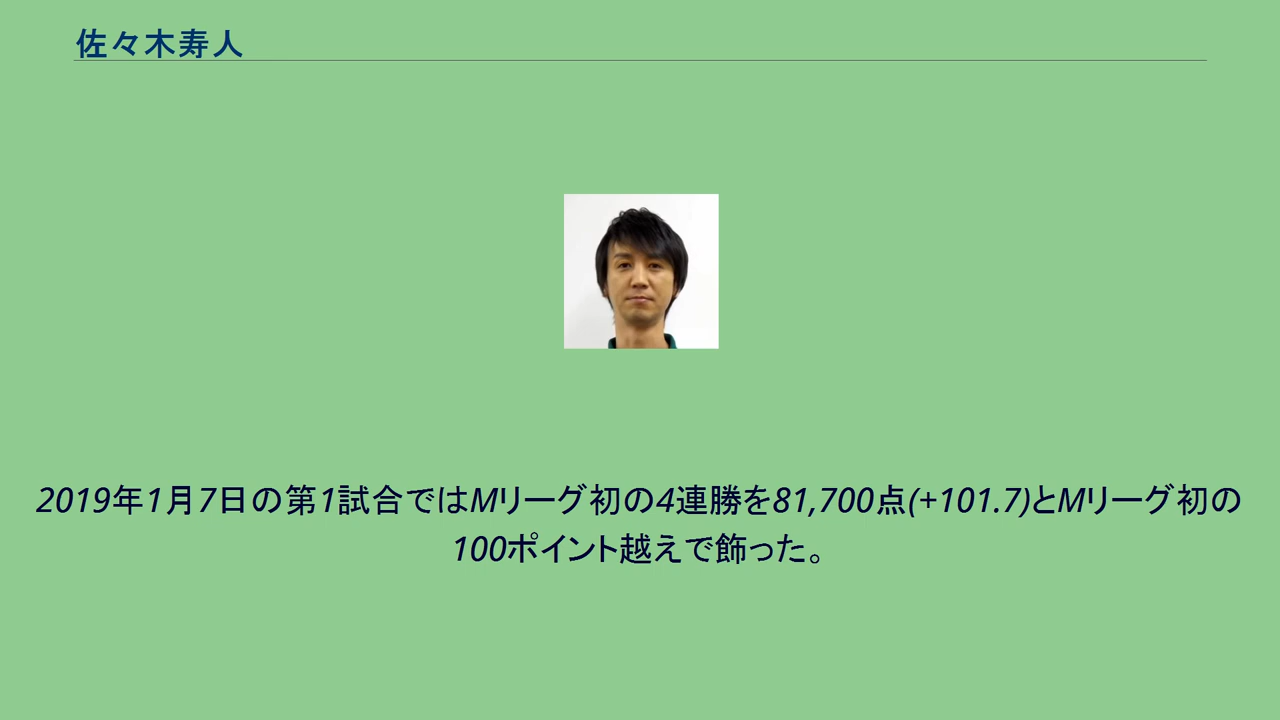 佐々木寿人
2019年1月7日の第1試合ではMリーグ初の4連勝を81,700点(+101.7)とMリーグ初の
100ポイント越えで飾った。